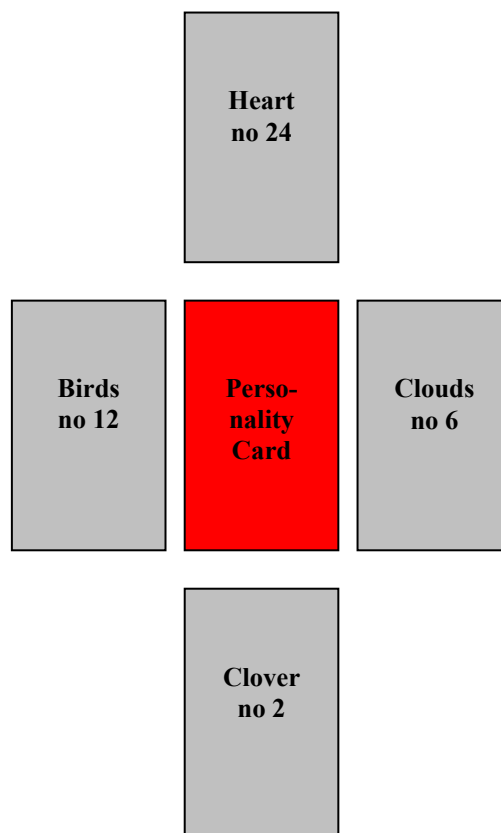 Heart
no 24
Birds
no 12
Perso-
nality
Card
Clouds
no 6
Clover
no 2